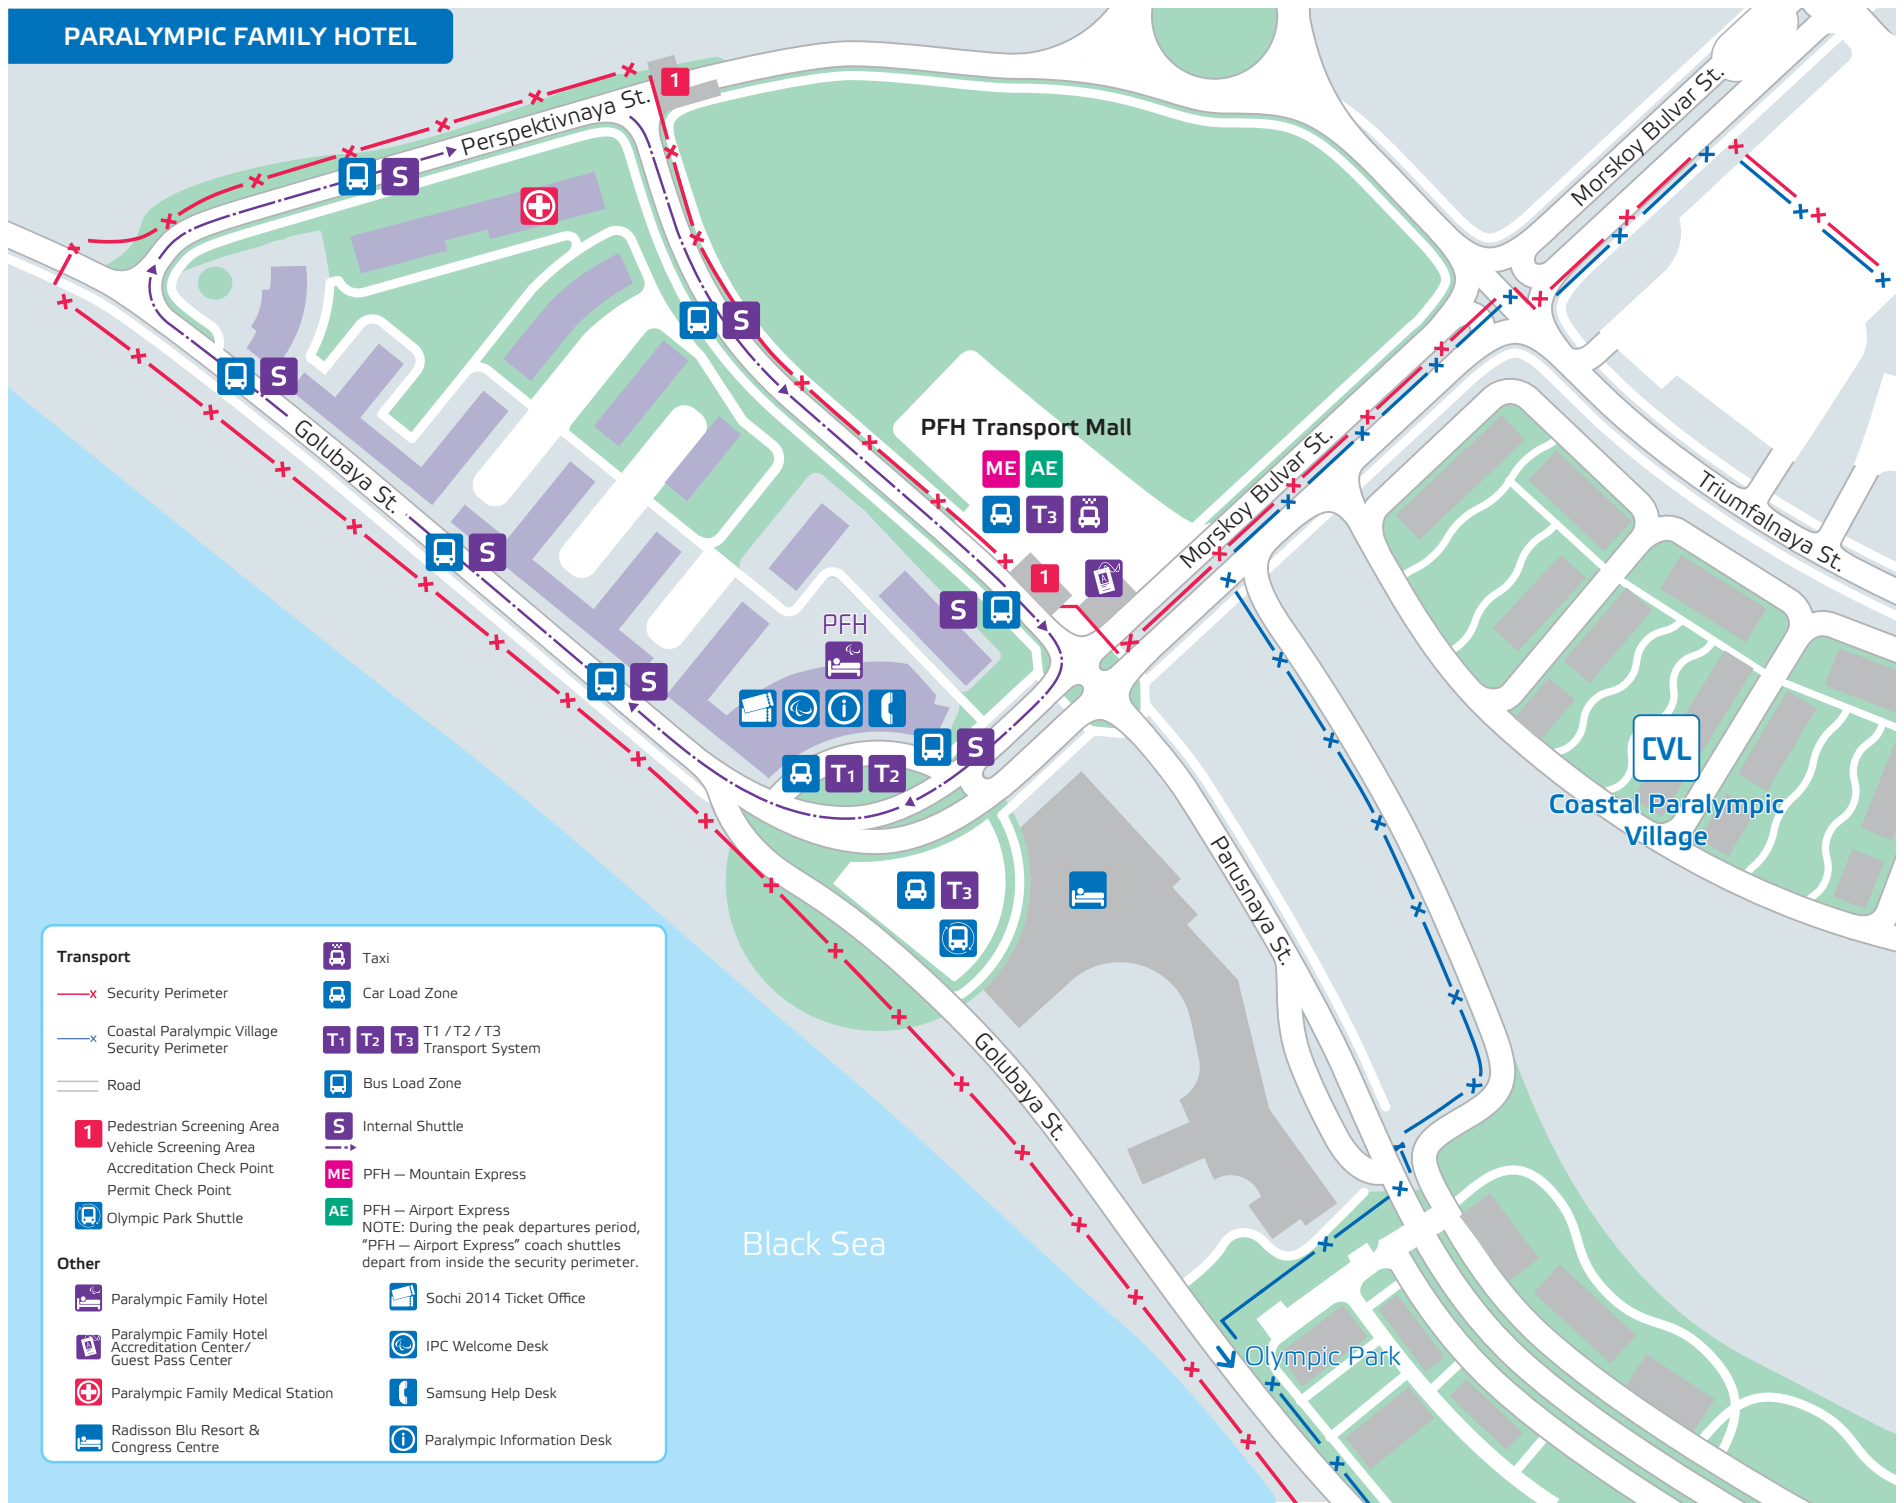 PARALYMPIC FAMILY HOTEL
1
Perspektivnaya St.
S
Morskoy Bulvar St.
S
S
PFH Transport Mall
ME AE
T3
Golubaya St.
Morskoy Bulvar St.
Triumfalnaya St.
S
1
A
S
PFH
S
S
T1 T2
CVL
Coastal Paralympic
Village
Parusnaya St.
T3
Golubaya St.
Black Sea
Olympic Park
Transport
Security Perimeter
Coastal Paralympic Village
Security Perimeter
Road
1
Pedestrian Screening Area
Vehicle Screening Area
Accreditation Check Point
Permit Check Point
Olympic Park Shuttle
Taxi
Car Load Zone
T1 T2 T3
T1 / T2 / T3
Transport System
Bus Load Zone
S Internal Shuttle
ME PFH — Mountain Express
AE PFH — Airport Express
NOTE: During the peak departures period,
“PFH — Airport Express” coach shuttles
depart from inside the security perimeter.
Other
Paralympic Family Hotel
Paralympic Family Hotel
Accreditation Center/
Guest Pass Center
Paralympic Family Medical Station
Radisson Blu Resort &
Congress Centre
Sochi 2014 Ticket Office
IPC Welcome Desk
Samsung Help Desk
Paralympic Information Desk